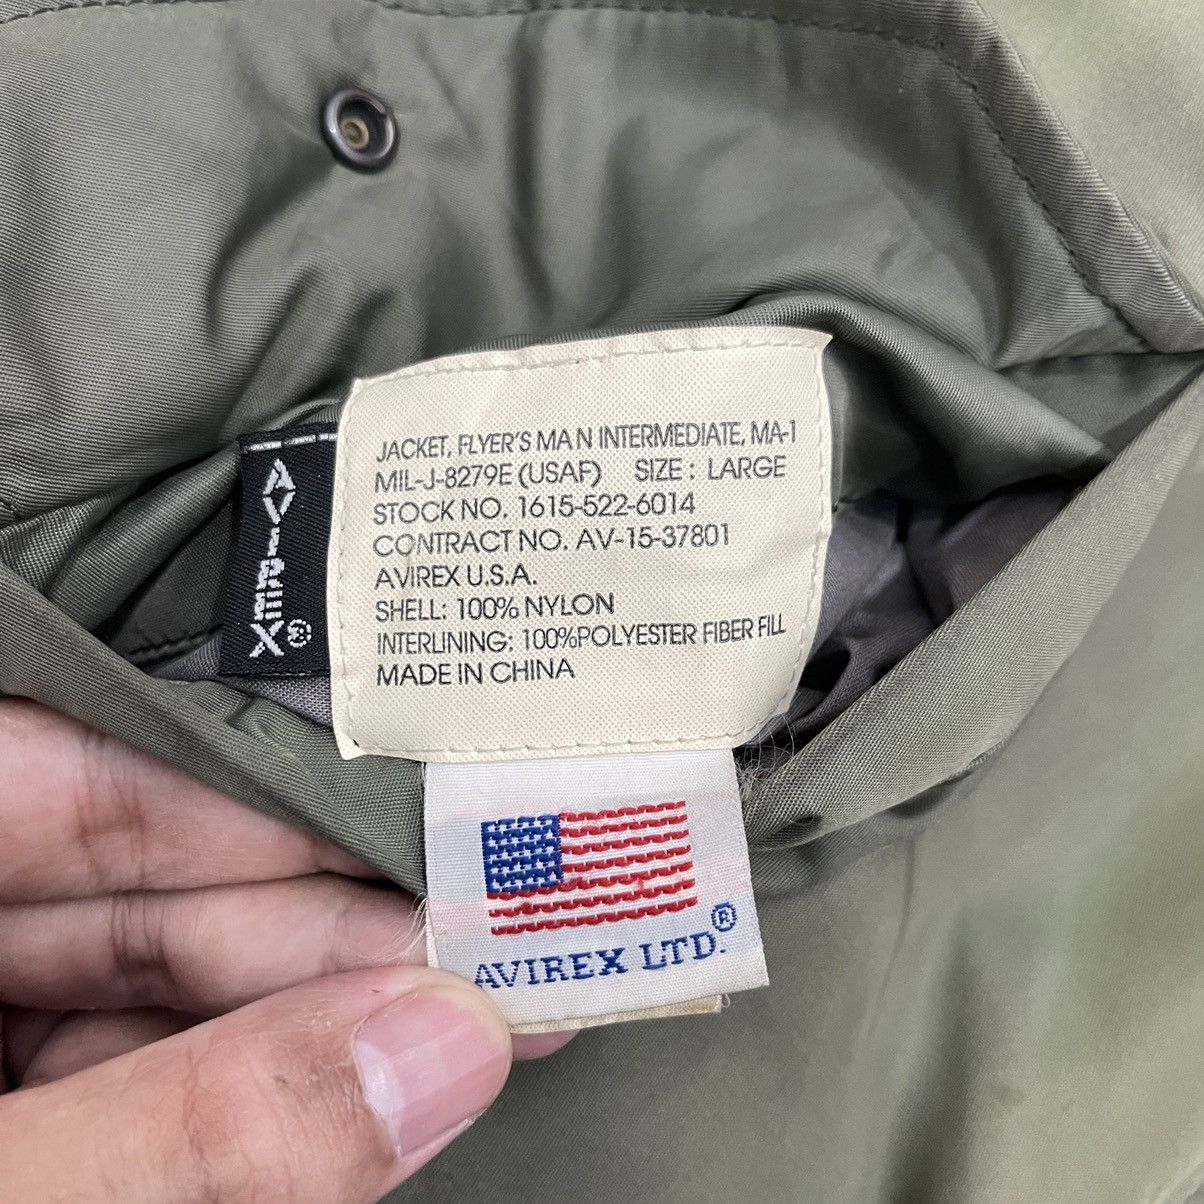 JACKET, FLYER'S MAN INTERMEDIATE, MA-1
MIL-J-8279E (USAF) SIZE: LARGE
STOCK NO. 1615-522-6014
CONTRACT NO. AV-15-37801
AVIREX U.S.A.
SHELL: 100% NYLON
INTERLINING: 100%POLYESTER FIBER FILL
MADE IN CHINA
AVIREX®
AVIREX LTD.®